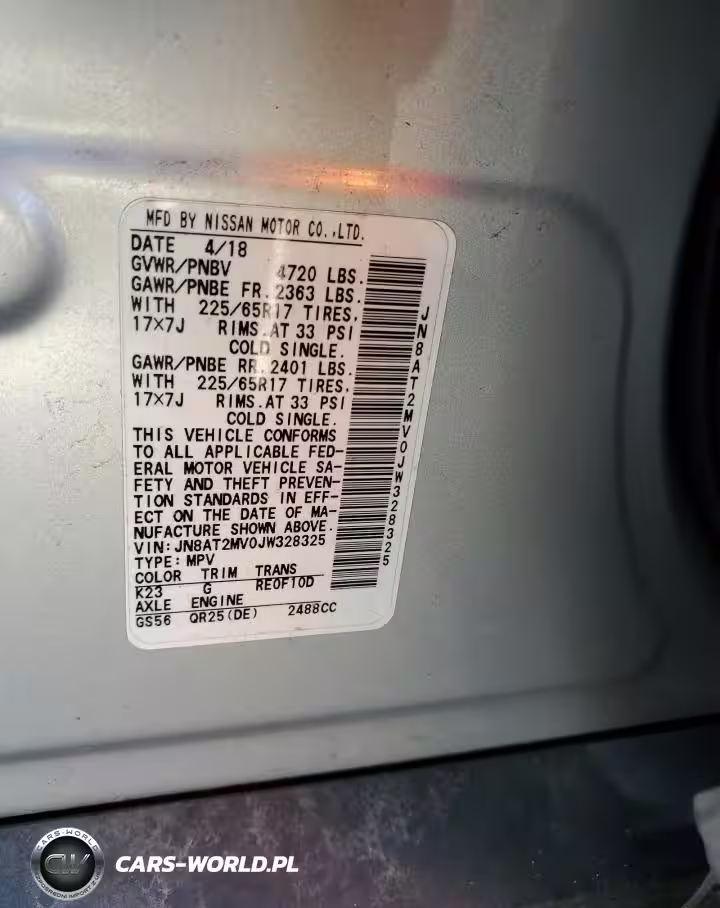 MFD BY NISSAN MOTOR CO.,LTD.
DATE 4/18
GVWR/PNBV 4720 LBS.
GAWR/PNBE FR.2363 LBS.
WITH 225/65R17 TIRES,
17×7J RIMS.AT 33 PSI
COLD SINGLE.
GAWR/PNBE RR.2401 LBS.
WITH 225/65R17 TIRES,
17×7J RIMS.AT 33 PSI
COLD SINGLE.
THIS VEHICLE CONFORMS
TO ALL APPLICABLE FED-
ERAL MOTOR VEHICLE SA-
FETY AND THEFT PREVEN-
TION STANDARDS IN EFF-
ECT ON THE DATE OF MA-
NUFACTURE SHOWN ABOVE.
VIN:JN8AT2MV0JW328325
TYPE:MPV
COLOR TRIM TRANS
K23 G RE0F10D
AXLE ENGINE
GS56 QR25(DE) 2488CC
JN8AT2MV0JW328325
CARS-WORLD
CW
CARS-WORLD.PL